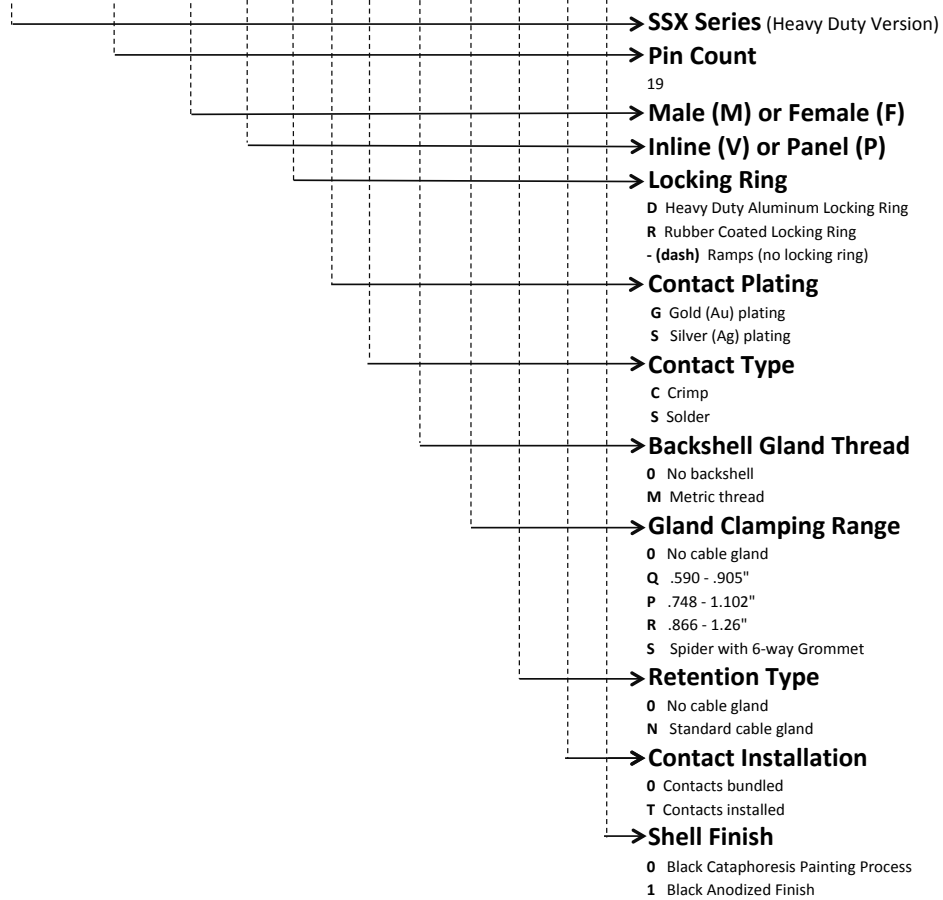 SSX Series (Heavy Duty Version)
Pin Count
19
Male (M) or Female (F)
Inline (V) or Panel (P)
Locking Ring
D Heavy Duty Aluminum Locking Ring
R Rubber Coated Locking Ring
- (dash) Ramps (no locking ring)
Contact Plating
G Gold (Au) plating
S Silver (Ag) plating
Contact Type
C Crimp
S Solder
Backshell Gland Thread
0 No backshell
M Metric thread
Gland Clamping Range
0 No cable gland
Q .590 - .905"
P .748 - 1.102"
R .866 - 1.26"
S Spider with 6-way Grommet
Retention Type
0 No cable gland
N Standard cable gland
Contact Installation
0 Contacts bundled
T Contacts installed
Shell Finish
0 Black Cataphoresis Painting Process
1 Black Anodized Finish